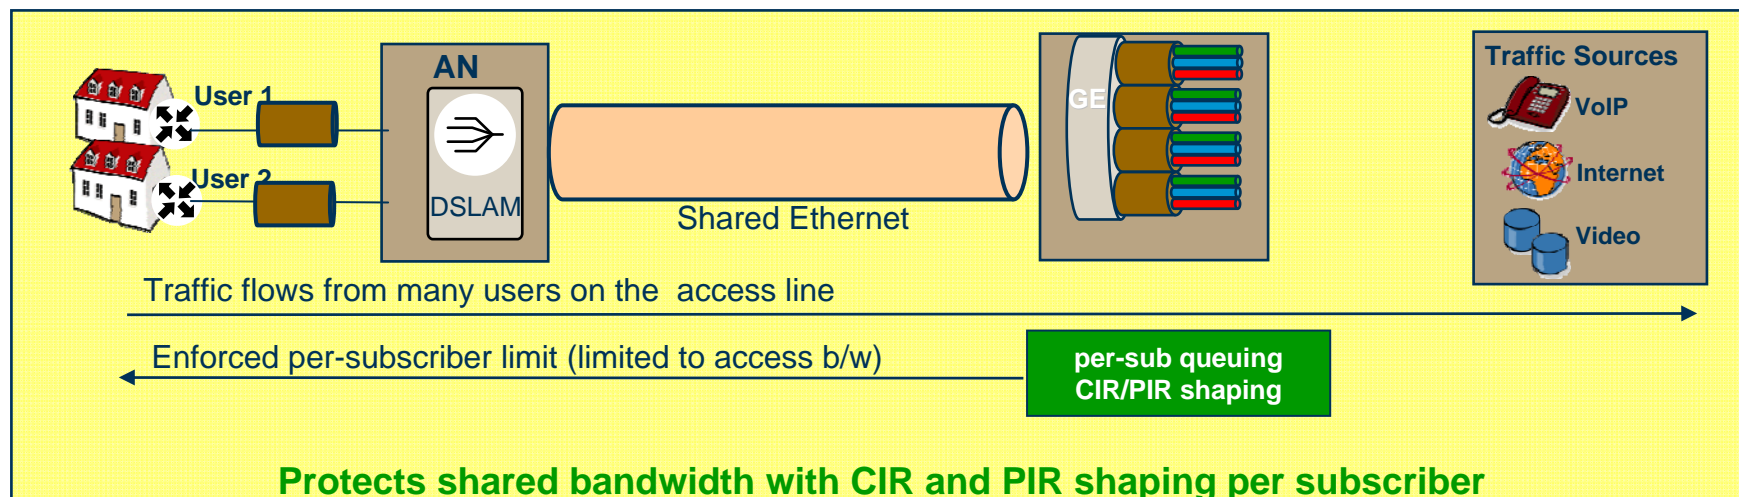 AN
Traffic Sources
User 1
GE
VoIP
User 2
Internet
DSLAM
Shared Ethernet
Video
Traffic flows from many users on the access line
Enforced per-subscriber limit (limited to access b/w)
per-sub queuing
CIR/PIR shaping
Protects shared bandwidth with CIR and PIR shaping per subscriber